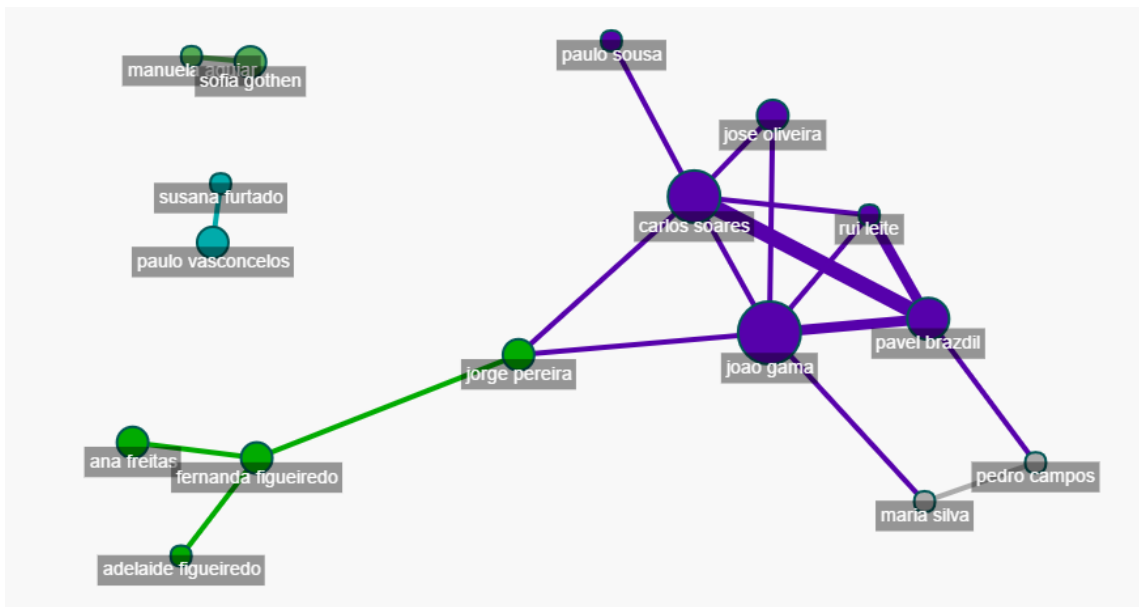 paulo sousa
manuela aguiar
sofia gothen
jose oliveira
susana furtado
carlos soares
rui leite
paulo vasconcelos
pavel brazdil
joao gama
jorge pereira
ana freitas
fernanda figueiredo
pedro campos
maria silva
adelaide figueiredo